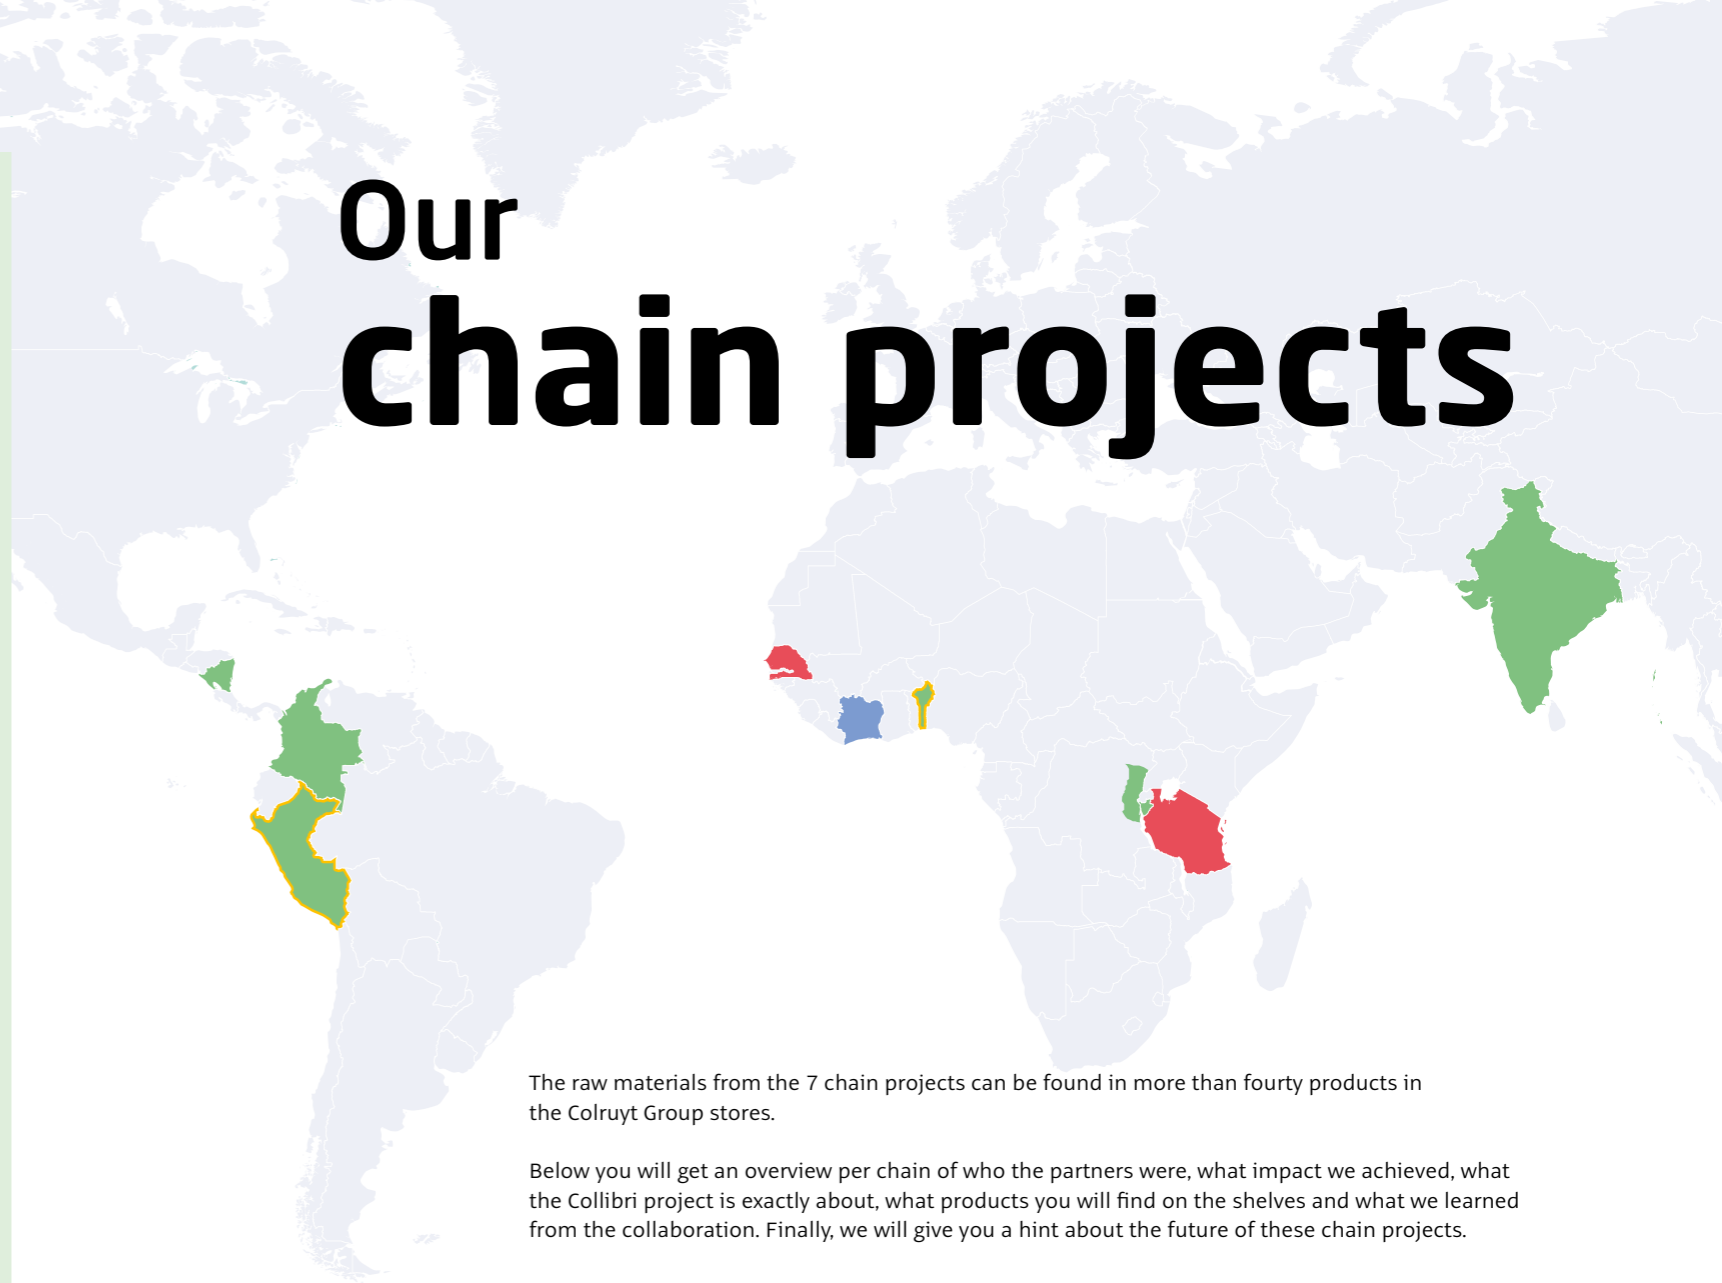 Our
chain projects
The raw materials from the 7 chain projects can be found in more than fourty products in
the Colruyt Group stores.
Below you will get an overview per chain of who the partners were, what impact we achieved, what
the Collibri project is exactly about, what products you will find on the shelves and what we learned
from the collaboration. Finally, we will give you a hint about the future of these chain projects.